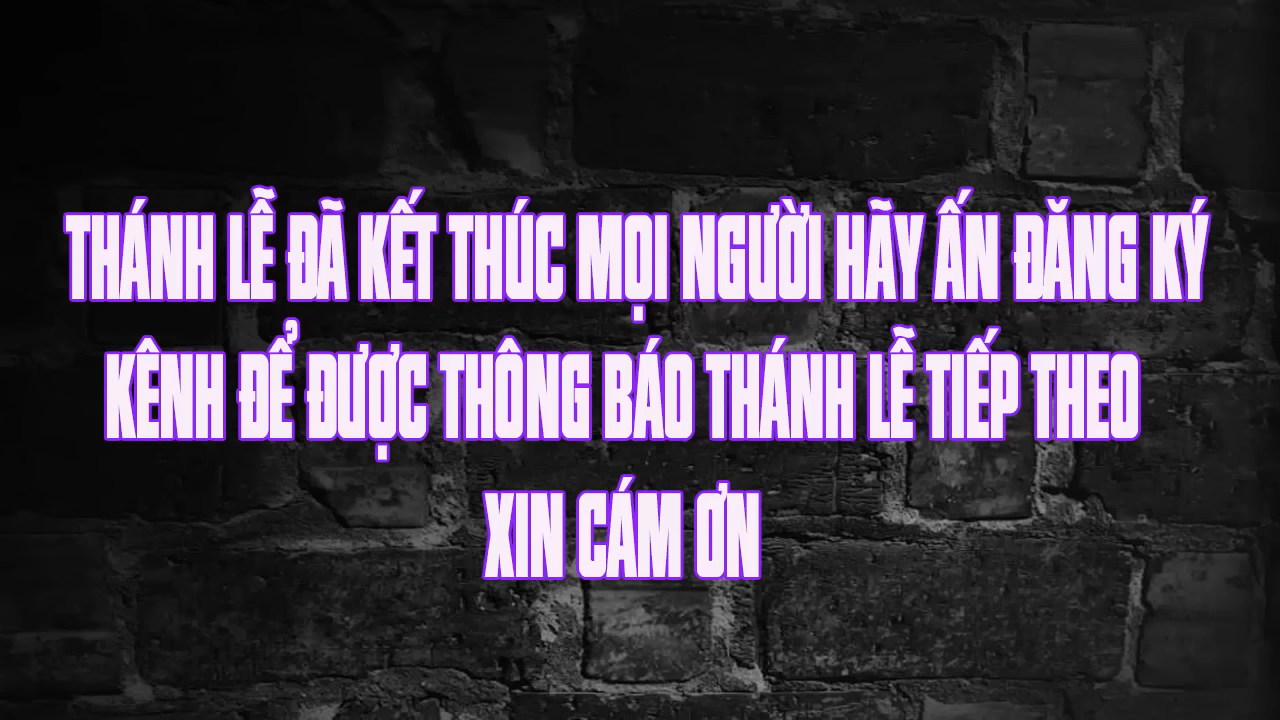 THÁNH LỄ ĐÃ KẾT THÚC MỌI NGƯỜI HÃY ẤN ĐĂNG KÝ
KÊNH ĐỂ ĐƯỢC THÔNG BÁO THÁNH LỄ TIẾP THEO
XIN CÁM ƠN